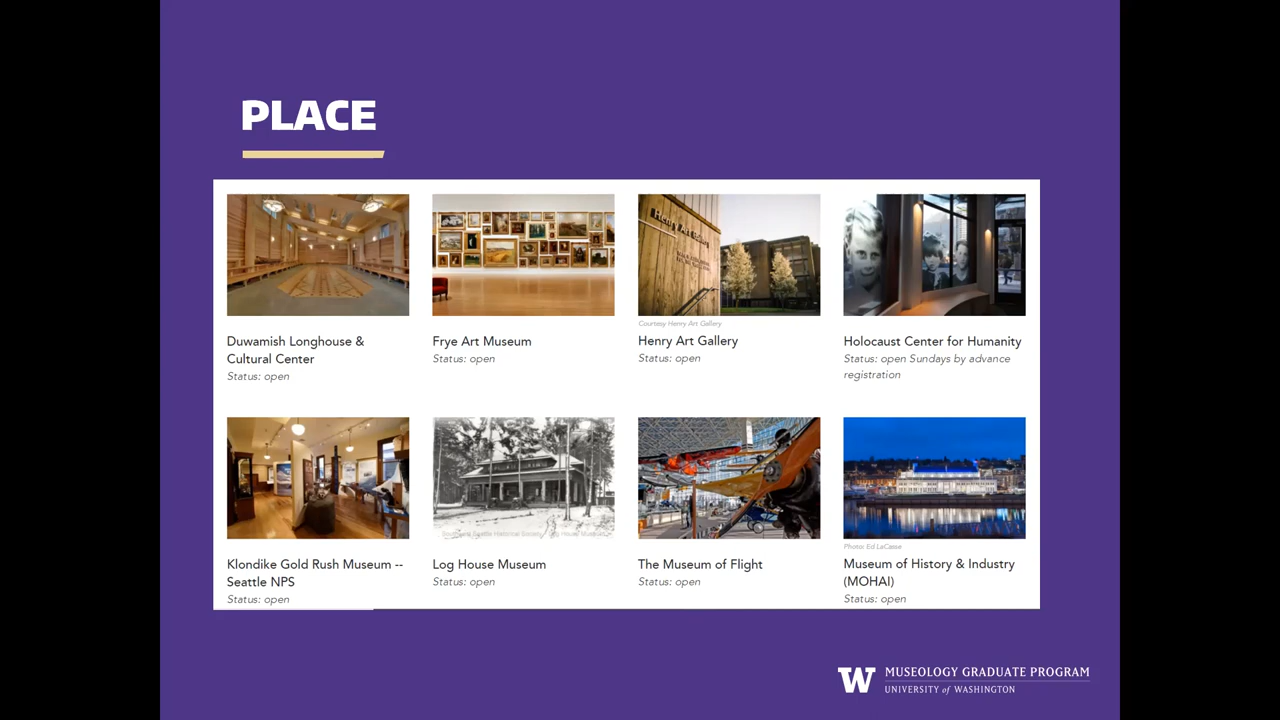 PLACE
Henry Art Gallery
Courtesy Henry Art Gallery
Duwamish Longhouse &
Cultural Center
Status: open
Frye Art Museum
Status: open
Henry Art Gallery
Status: open
Holocaust Center for Humanity
Status: open Sundays by advance
registration
Photo: Ed LaCasse
Klondike Gold Rush Museum --
Seattle NPS
Status: open
Log House Museum
Status: open
The Museum of Flight
Status: open
Museum of History & Industry
(MOHAI)
Status: open
W
MUSEOLOGY GRADUATE PROGRAM
UNIVERSITY of WASHINGTON